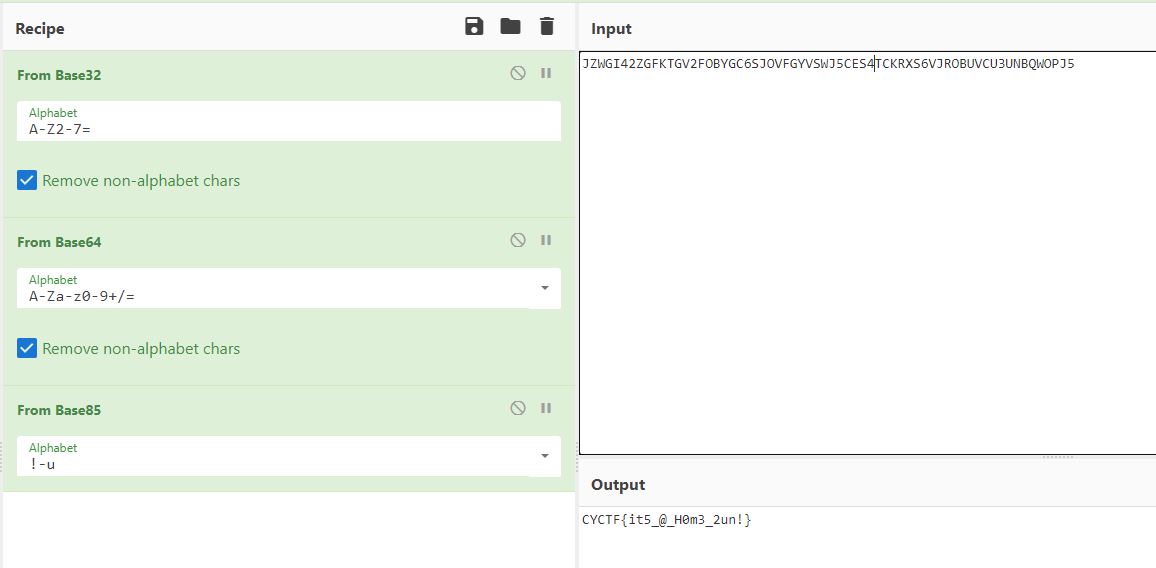 Recipe
From Base32
Alphabet
A-Z2-7=
Remove non-alphabet chars
From Base64
Alphabet
A-Za-z0-9+/=
Remove non-alphabet chars
From Base85
Alphabet
!-u
Input
JZWGI42ZGFKTGV2FOBYGC6SJOVFGYVSWJ5CES4TCKRXS6VJROBUVCU3UNBQWOPJ5
Output
CYCTF{it5_@_H0m3_2un!}